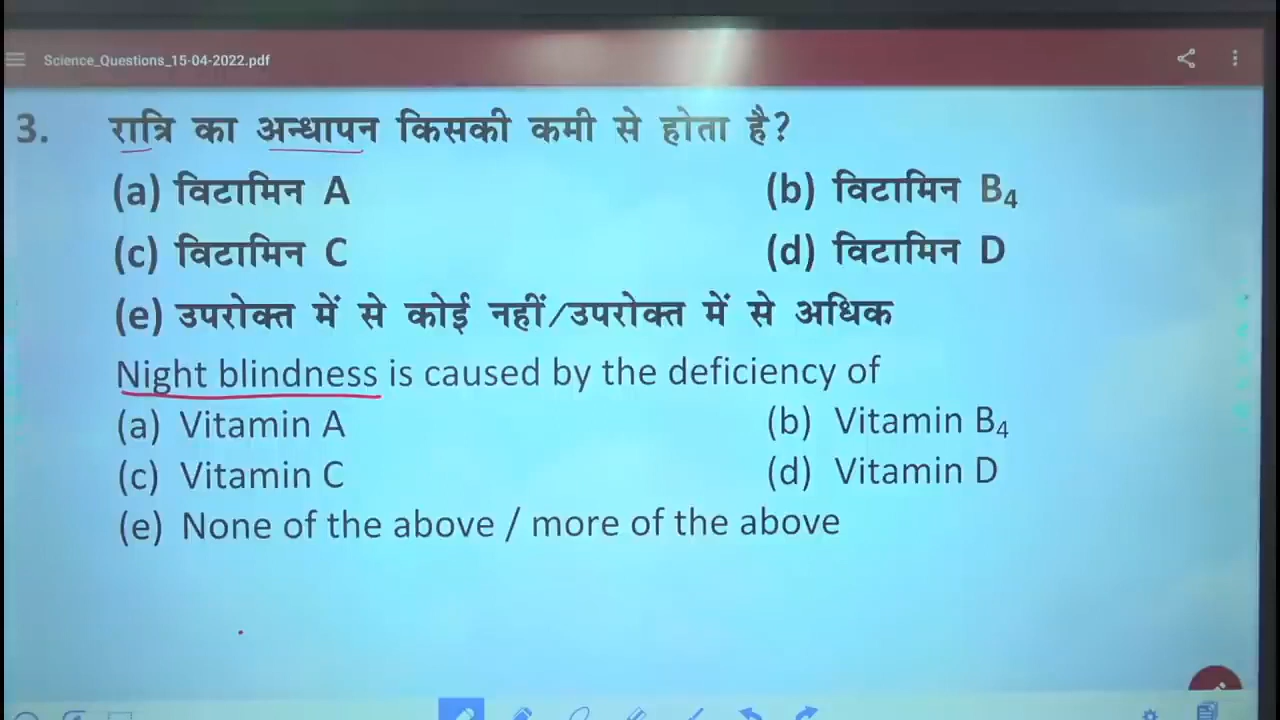 Science_Questions_15-04-2022.pdf
3. रात्रि का अन्धापन किसकी कमी से होता है?
(a) विटामिन A (b) विटामिन B₄
(c) विटामिन C (d) विटामिन D
(e) उपरोक्त में से कोई नहीं/उपरोक्त में से अधिक
Night blindness is caused by the deficiency of
(a) Vitamin A (b) Vitamin B₄
(c) Vitamin C (d) Vitamin D
(e) None of the above / more of the above